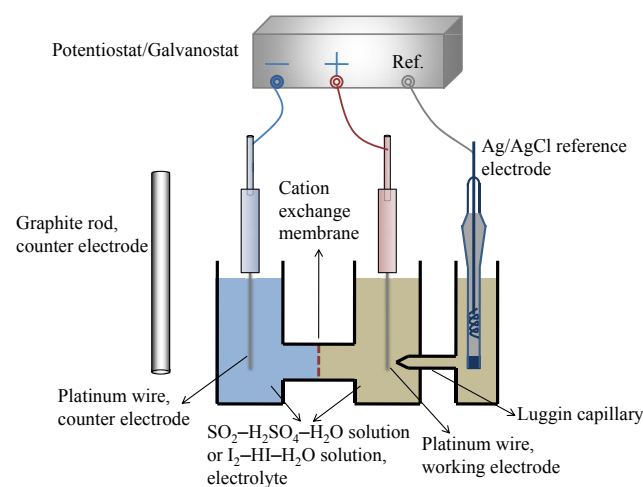 Potentiostat/Galvanostat
− + Ref.
Ag/AgCl reference
electrode
Cation
exchange
membrane
Graphite rod,
counter electrode
Platinum wire,
counter electrode
SO₂–H₂SO₄–H₂O solution
or I₂–HI–H₂O solution,
electrolyte
Platinum wire,
working electrode
Luggin capillary